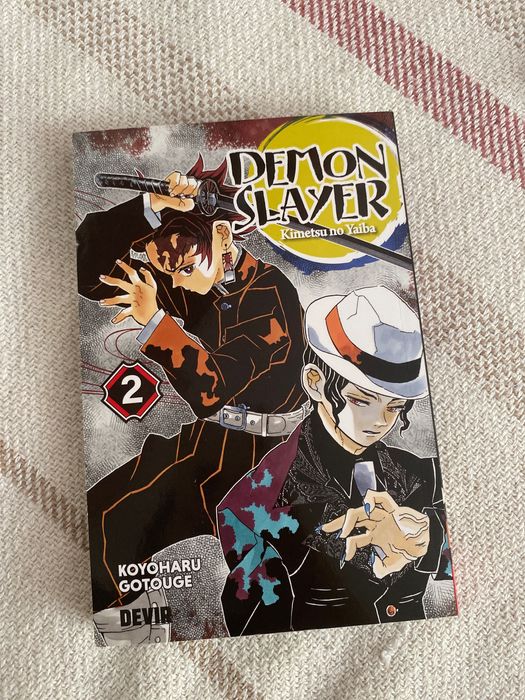 DEMON
SLAYER
Kimetsu no Yaiba
2
KOYOHARU
GOTOUGE
DEVIR